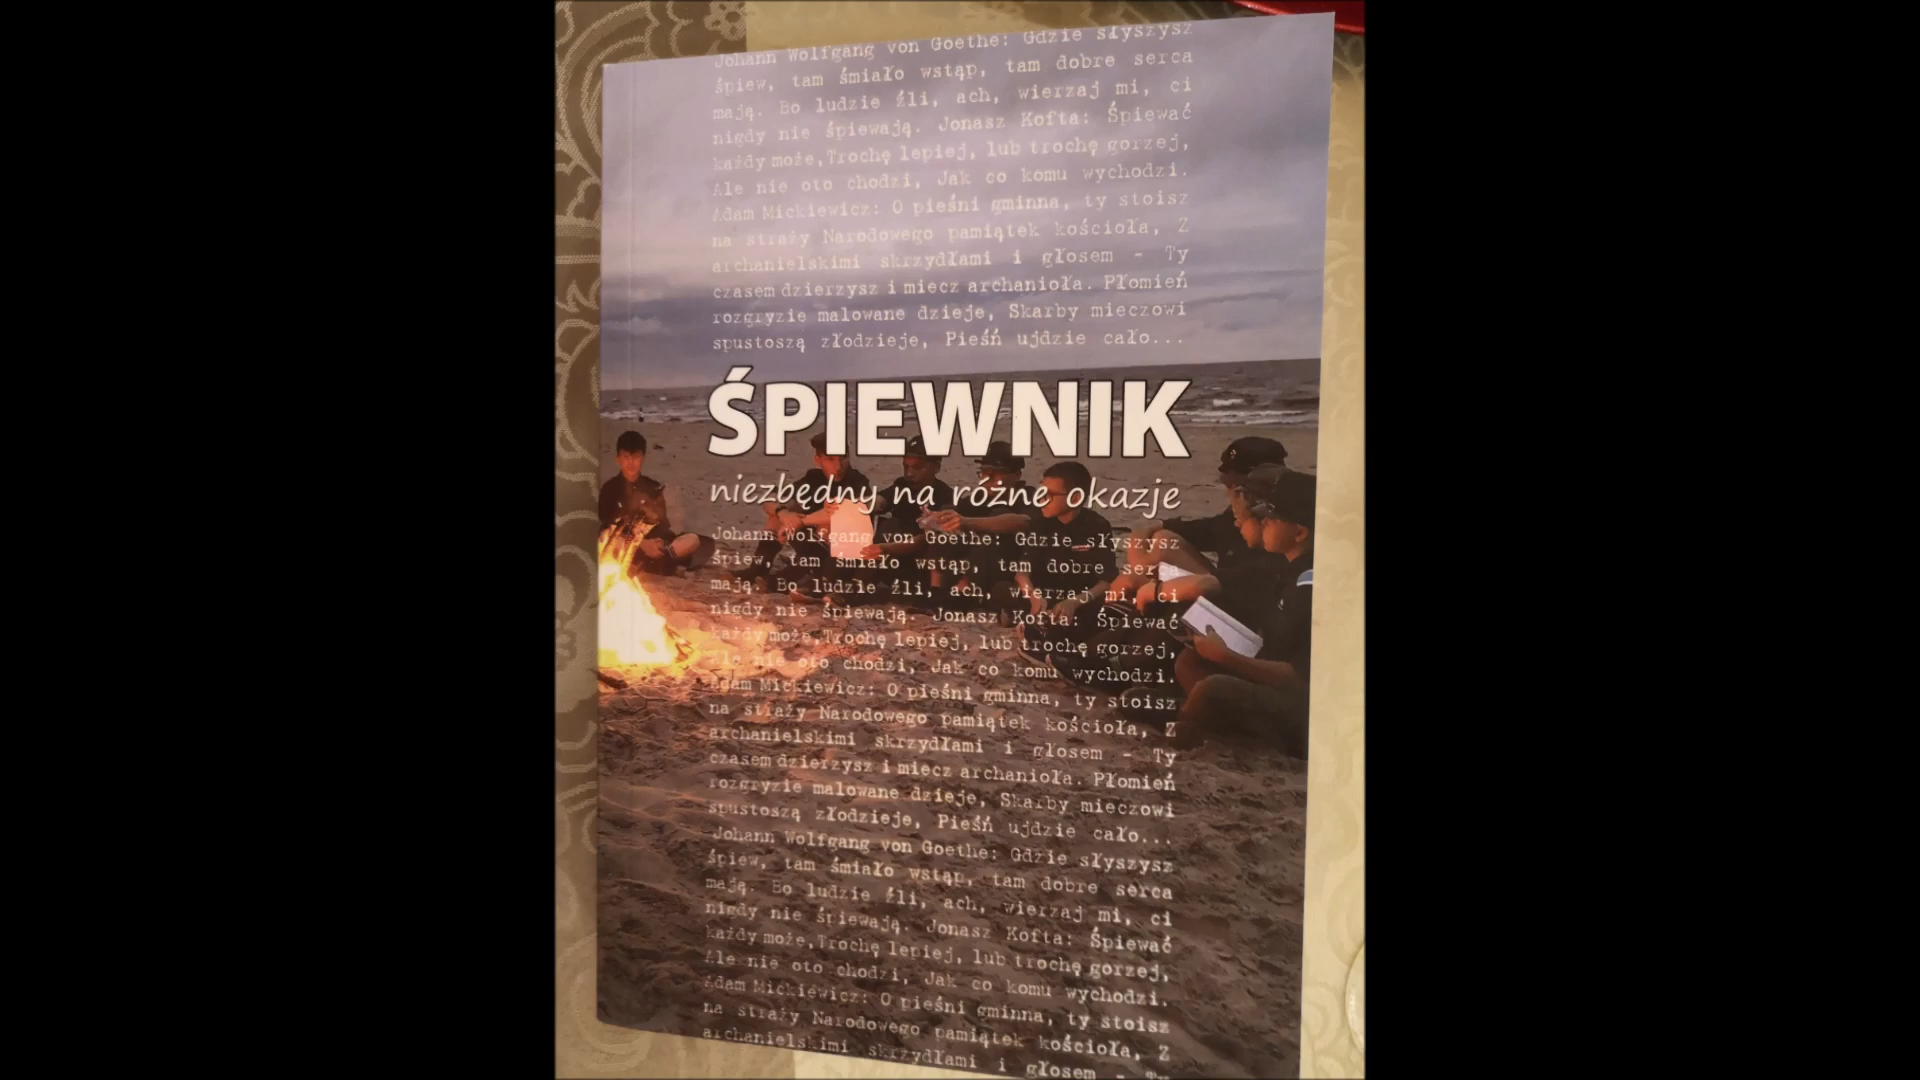 Johann Wolfgang von Goethe: Gdzie słyszysz
śpiew, tam śmiało wstąp, tam dobre serca
mają. Bo ludzie źli, ach, wierzaj mi, ci
nigdy nie śpiewają. Jonasz Kofta: Śpiewać
każdy może,Trochę lepiej, lub trochę gorzej,
Ale nie oto chodzi, Jak co komu wychodzi.
Adam Mickiewicz: O pieśni gminna, ty stoisz
na straży Narodowego pamiątek kościoła, Z
archanielskimi skrzydłami i głosem - Ty
czasem dzierzysz i miecz archanioła. Płomień
rozgryzie malowane dzieje, Skarby mieczowi
spustoszą złodzieje, Pieśń ujdzie cało...
ŚPIEWNIK
niezbędny na różne okazje
Johann Wolfgang von Goethe: Gdzie słyszysz
śpiew, tam śmiało wstąp, tam dobre serca
mają. Bo ludzie źli, ach, wierzaj mi, ci
nigdy nie śpiewają. Jonasz Kofta: Śpiewać
każdy może,Trochę lepiej, lub trochę gorzej,
Ale nie oto chodzi, Jak co komu wychodzi.
Adam Mickiewicz: O pieśni gminna, ty stoisz
na straży Narodowego pamiątek kościoła, Z
archanielskimi skrzydłami i głosem - Ty
czasem dzierzysz i miecz archanioła. Płomień
rozgryzie malowane dzieje, Skarby mieczowi
spustoszą złodzieje, Pieśń ujdzie cało...
Johann Wolfgang von Goethe: Gdzie słyszysz
śpiew, tam śmiało wstąp, tam dobre serca
mają. Bo ludzie źli, ach, wierzaj mi, ci
nigdy nie śpiewają. Jonasz Kofta: Śpiewać
każdy może,Trochę lepiej, lub trochę gorzej,
Ale nie oto chodzi, Jak co komu wychodzi.
Adam Mickiewicz: O pieśni gminna, ty stoisz
na straży Narodowego pamiątek kościoła, Z
archanielskimi skrzydłami i głosem -